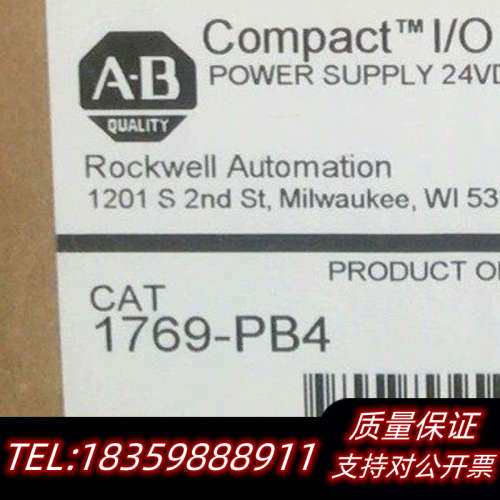 Compact™ I/O
A-B
QUALITY
POWER SUPPLY 24VD
Rockwell Automation
1201 S 2nd St, Milwaukee, WI 53
PRODUCT O
CAT
1769-PB4
TEL:18359888911
质量保证
支持对公开票